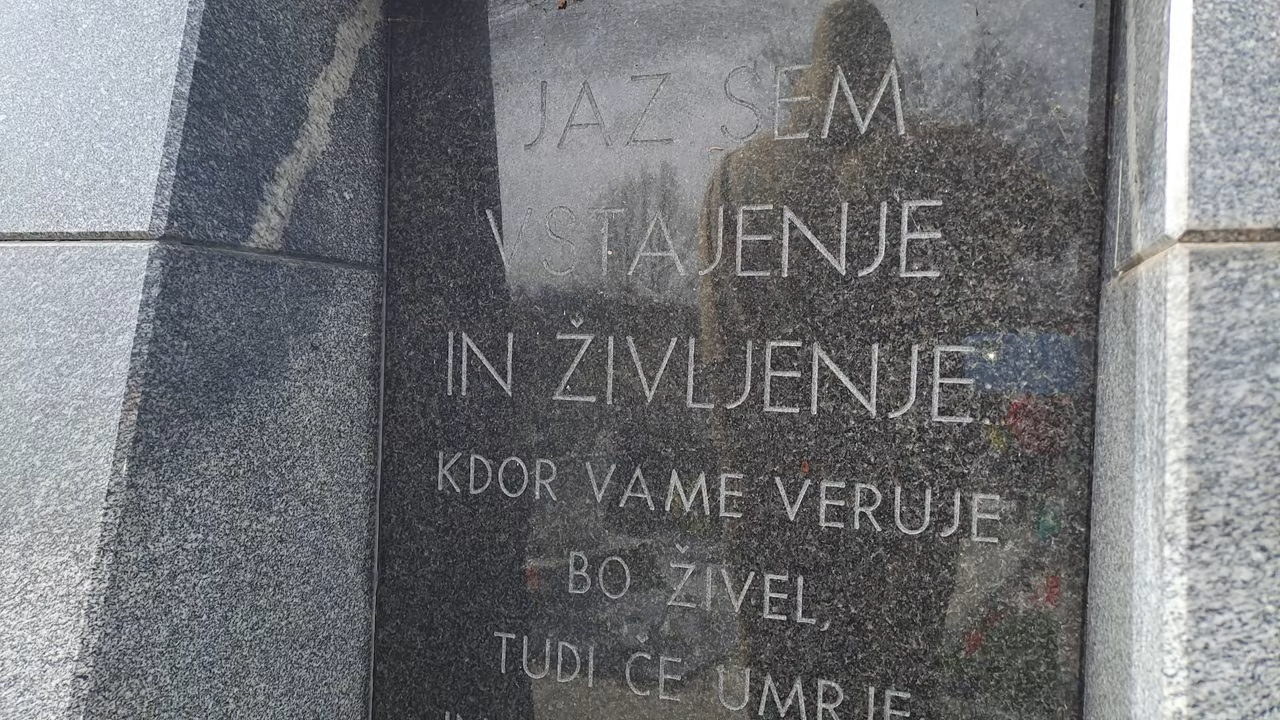 JAZ SEM
VSTAJENJE
IN ŽIVLJENJE.
KDOR VAME VERUJE
BO ŽIVEL,
TUDI ČE UMRJE.